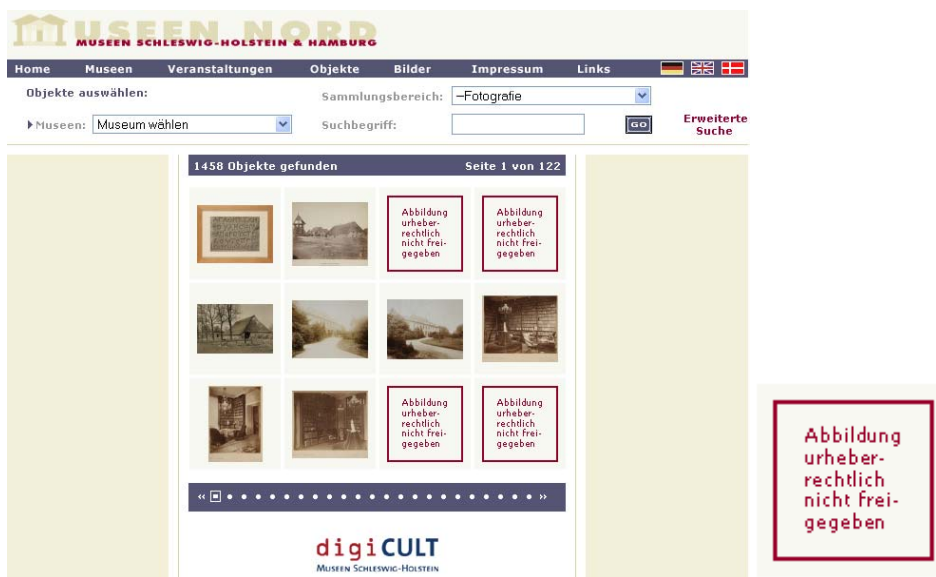 MUSEEN NORD
MUSEEN SCHLESWIG-HOLSTEIN & HAMBURG
Home Museen Veranstaltungen Objekte Bilder Impressum Links
Objekte auswählen:
Sammlungsbereich: —Fotografie
Museen: Museum wählen
Suchbegriff:
GO
Erweiterte
Suche
1458 Objekte gefunden
Seite 1 von 122
Abbildung
urheber-
rechtlich
nicht frei-
gegeben
Abbildung
urheber-
rechtlich
nicht frei-
gegeben
Abbildung
urheber-
rechtlich
nicht frei-
gegeben
Abbildung
urheber-
rechtlich
nicht frei-
gegeben
digiCULT
MUSEEN SCHLESWIG-HOLSTEIN
Abbildung
urheber-
rechtlich
nicht frei-
gegeben